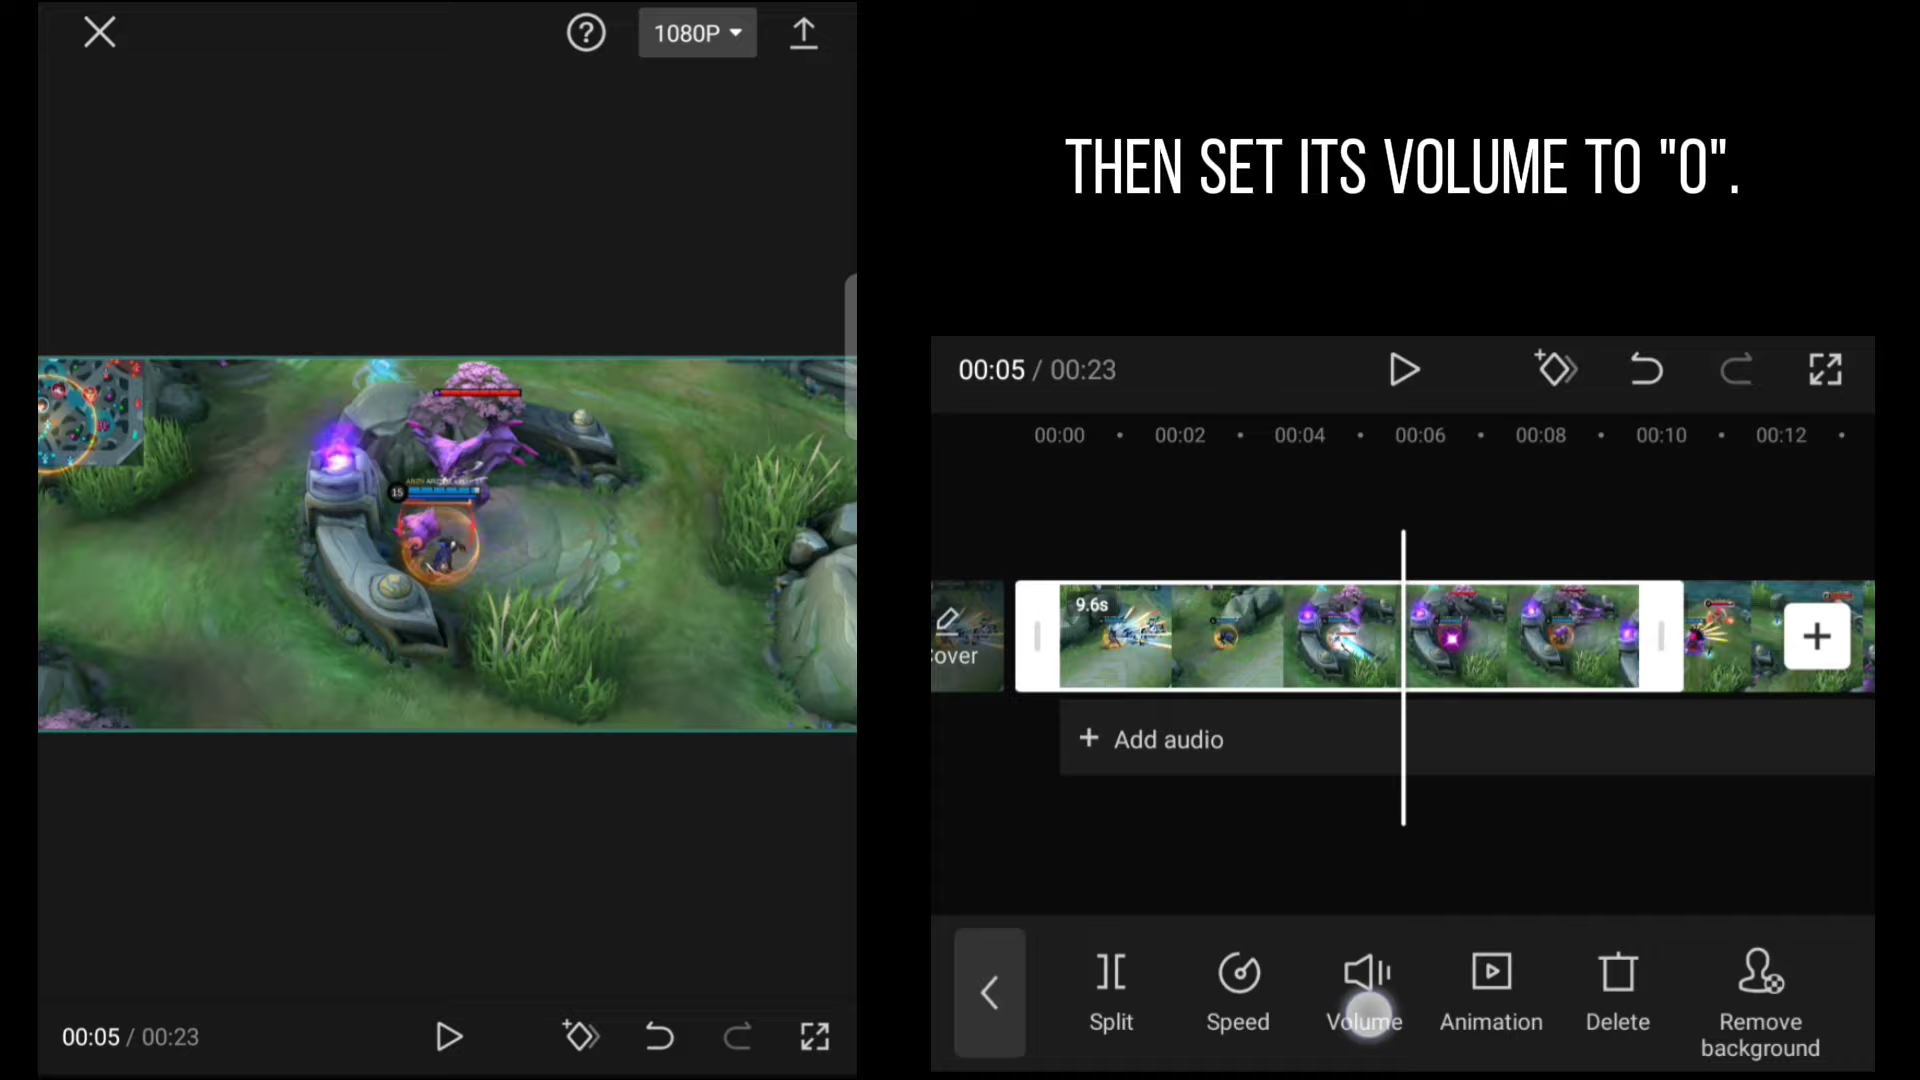 1080P
THEN SET ITS VOLUME TO "0".
15
00:05 / 00:23
00:05 / 00:23
00:00 00:02 00:04 00:06 00:08 00:10 00:12
9.6s
over
+ Add audio
Split Speed Volume Animation Delete Remove background